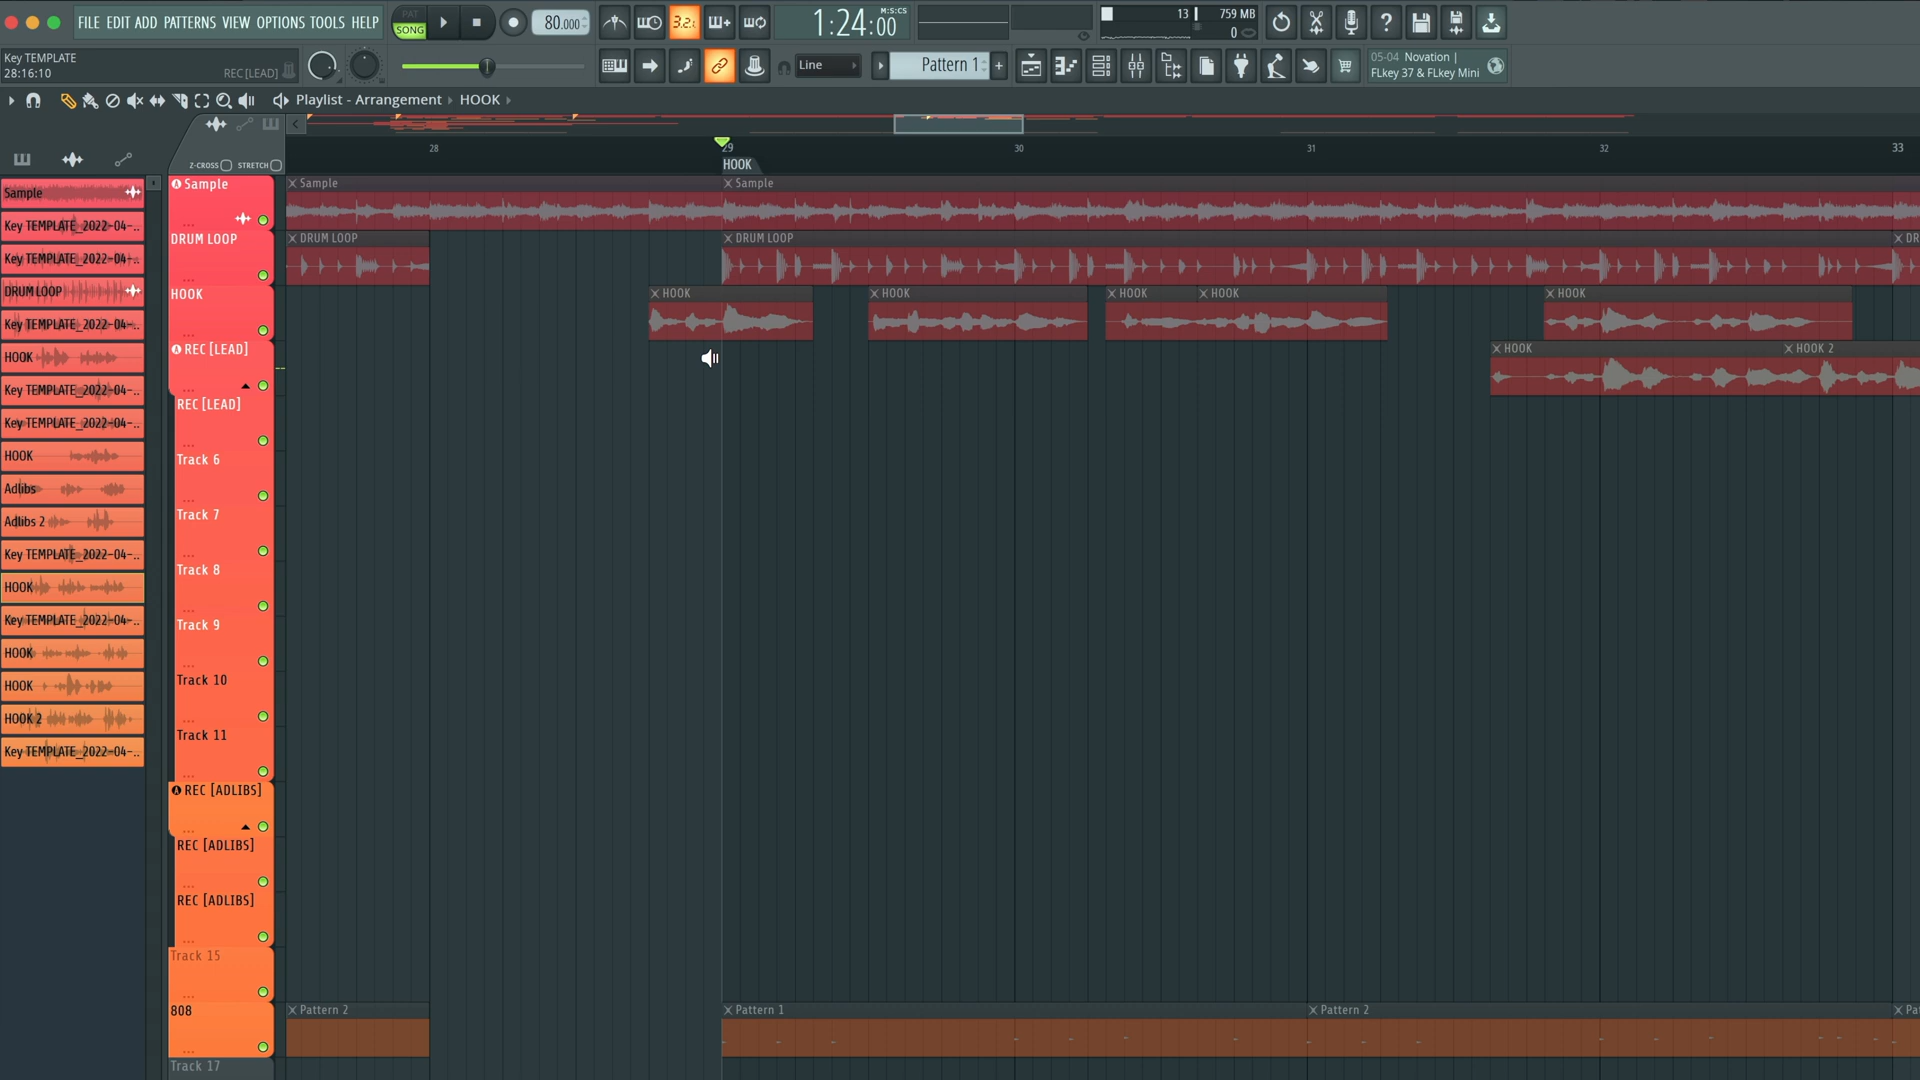 FILE EDIT ADD PATTERNS VIEW OPTIONS TOOLS HELP
PAT
SONG
80.000
3.2.
1:24:00
M:S:CS
13
759 MB
0
Key TEMPLATE
28:16:10
REC [LEAD]
Line
Pattern 1
+
05-04 Novation |
FLkey 37 & FLkey Mini
Playlist - Arrangement
HOOK
28
29
30
31
32
33
HOOK
Z-CROSS
STRETCH
Sample
Key TEMPLATE_2022-04-..
Key TEMPLATE_2022-04-..
DRUM LOOP
Key TEMPLATE_2022-04-..
HOOK
Key TEMPLATE_2022-04-..
Key TEMPLATE_2022-04-..
HOOK
Adlibs
Adlibs 2
Key TEMPLATE_2022-04-..
HOOK
Key TEMPLATE_2022-04-..
HOOK
HOOK
HOOK 2
Key TEMPLATE_2022-04-..
Sample
DRUM LOOP
HOOK
REC [LEAD]
REC [LEAD]
Track 6
Track 7
Track 8
Track 9
Track 10
Track 11
REC [ADLIBS]
REC [ADLIBS]
REC [ADLIBS]
Track 15
808
Track 17
Sample
Sample
DRUM LOOP
DRUM LOOP
DR
HOOK
HOOK
HOOK
HOOK
HOOK
HOOK
HOOK 2
Pattern 2
Pattern 1
Pattern 2
Pa